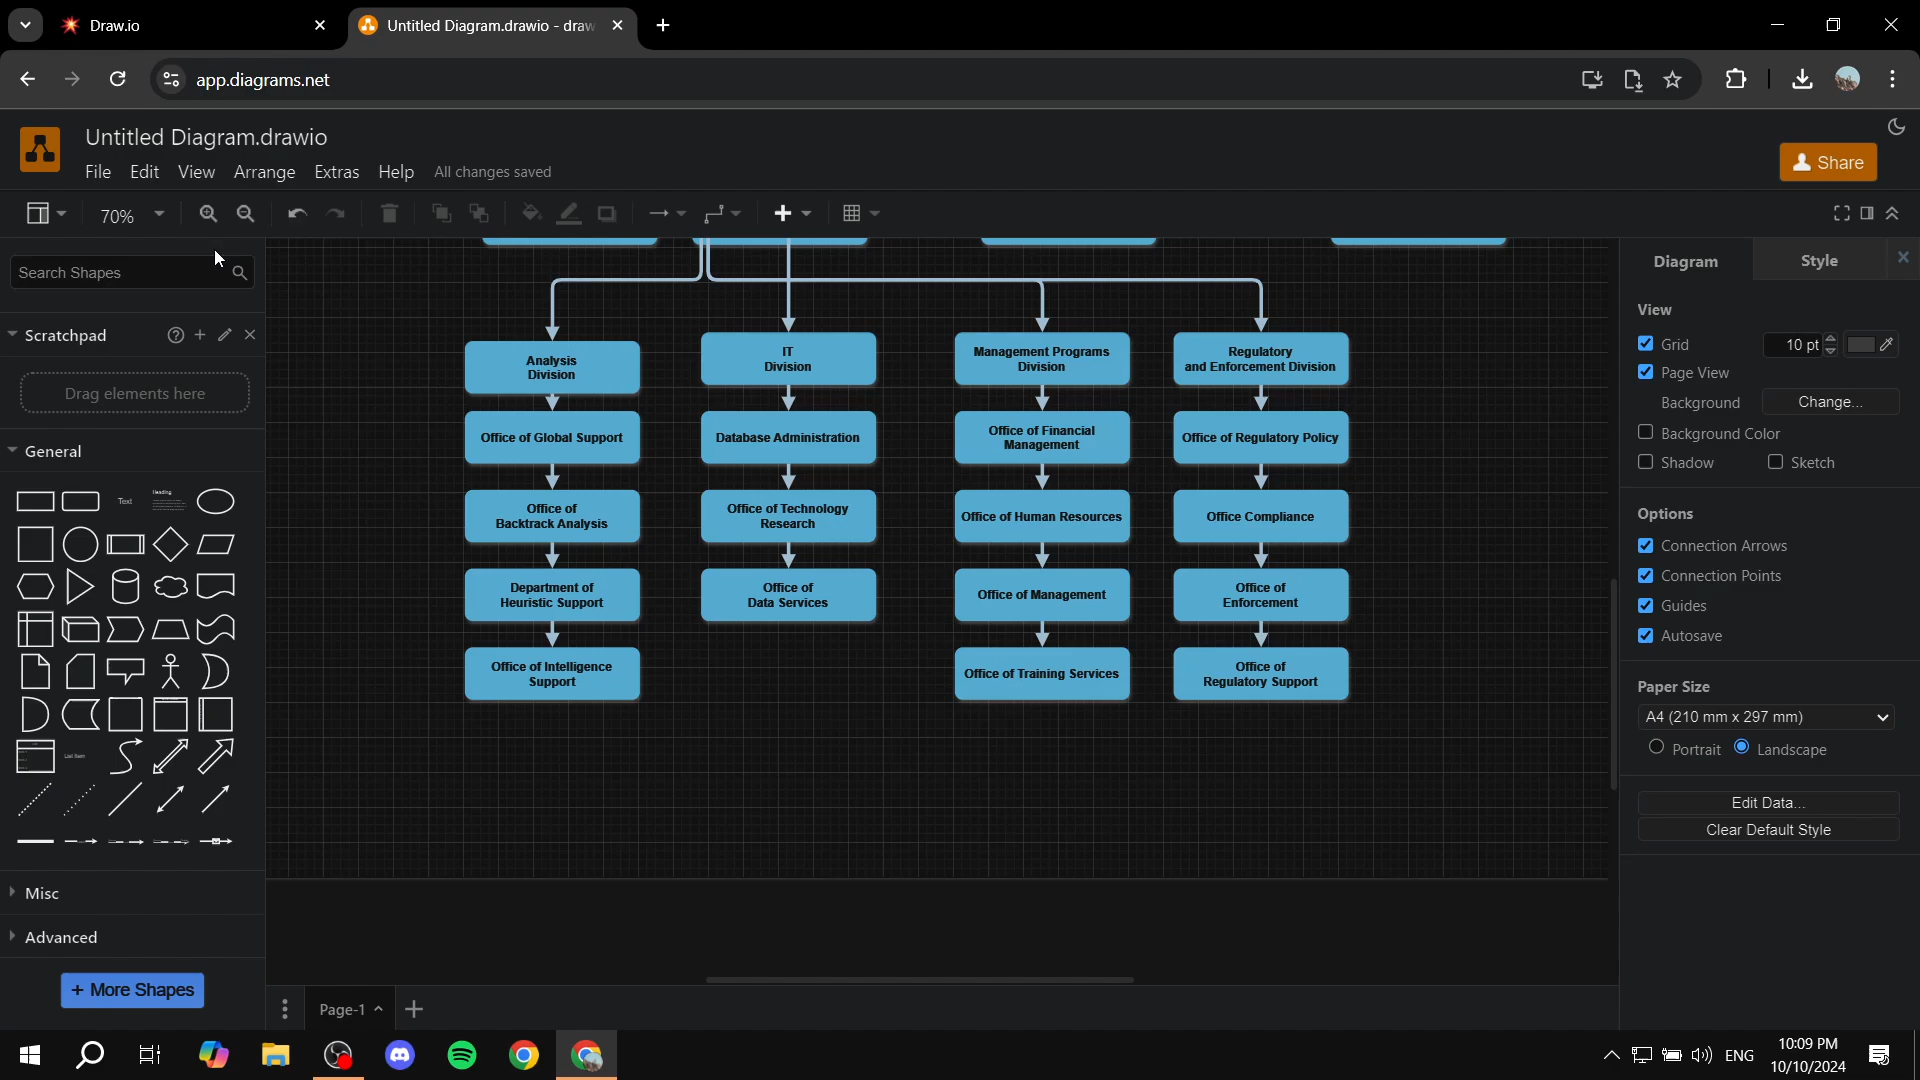 Draw.io
Untitled Diagram.drawio - draw
app.diagrams.net
Untitled Diagram.drawio
File Edit View Arrange Extras Help All changes saved
Share
70%
Search Shapes
Scratchpad
Drag elements here
General
Text
Heading
List Item
Misc
Advanced
+ More Shapes
Analysis
Division
Office of Global Support
Office of
Backtrack Analysis
Department of
Heuristic Support
Office of Intelligence
Support
IT
Division
Database Administration
Office of Technology
Research
Office of
Data Services
Management Programs
Division
Office of Financial
Management
Office of Human Resources
Office of Management
Office of Training Services
Regulatory
and Enforcement Division
Office of Regulatory Policy
Office Compliance
Office of
Enforcement
Office of
Regulatory Support
Page-1
Diagram Style
View
Grid 10 pt
Page View
Background Change...
Background Color
Shadow Sketch
Options
Connection Arrows
Connection Points
Guides
Autosave
Paper Size
A4 (210 mm x 297 mm)
Portrait Landscape
Edit Data...
Clear Default Style
ENG
10:09 PM
10/10/2024